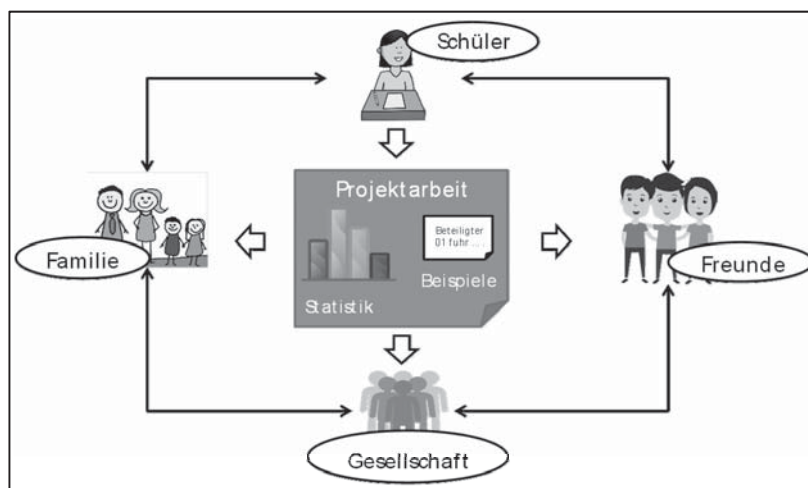 Schüler
Projektarbeit
Beteiligter
01 fuhr ...
Beispiele
Statistik
Familie
Freunde
Gesellschaft